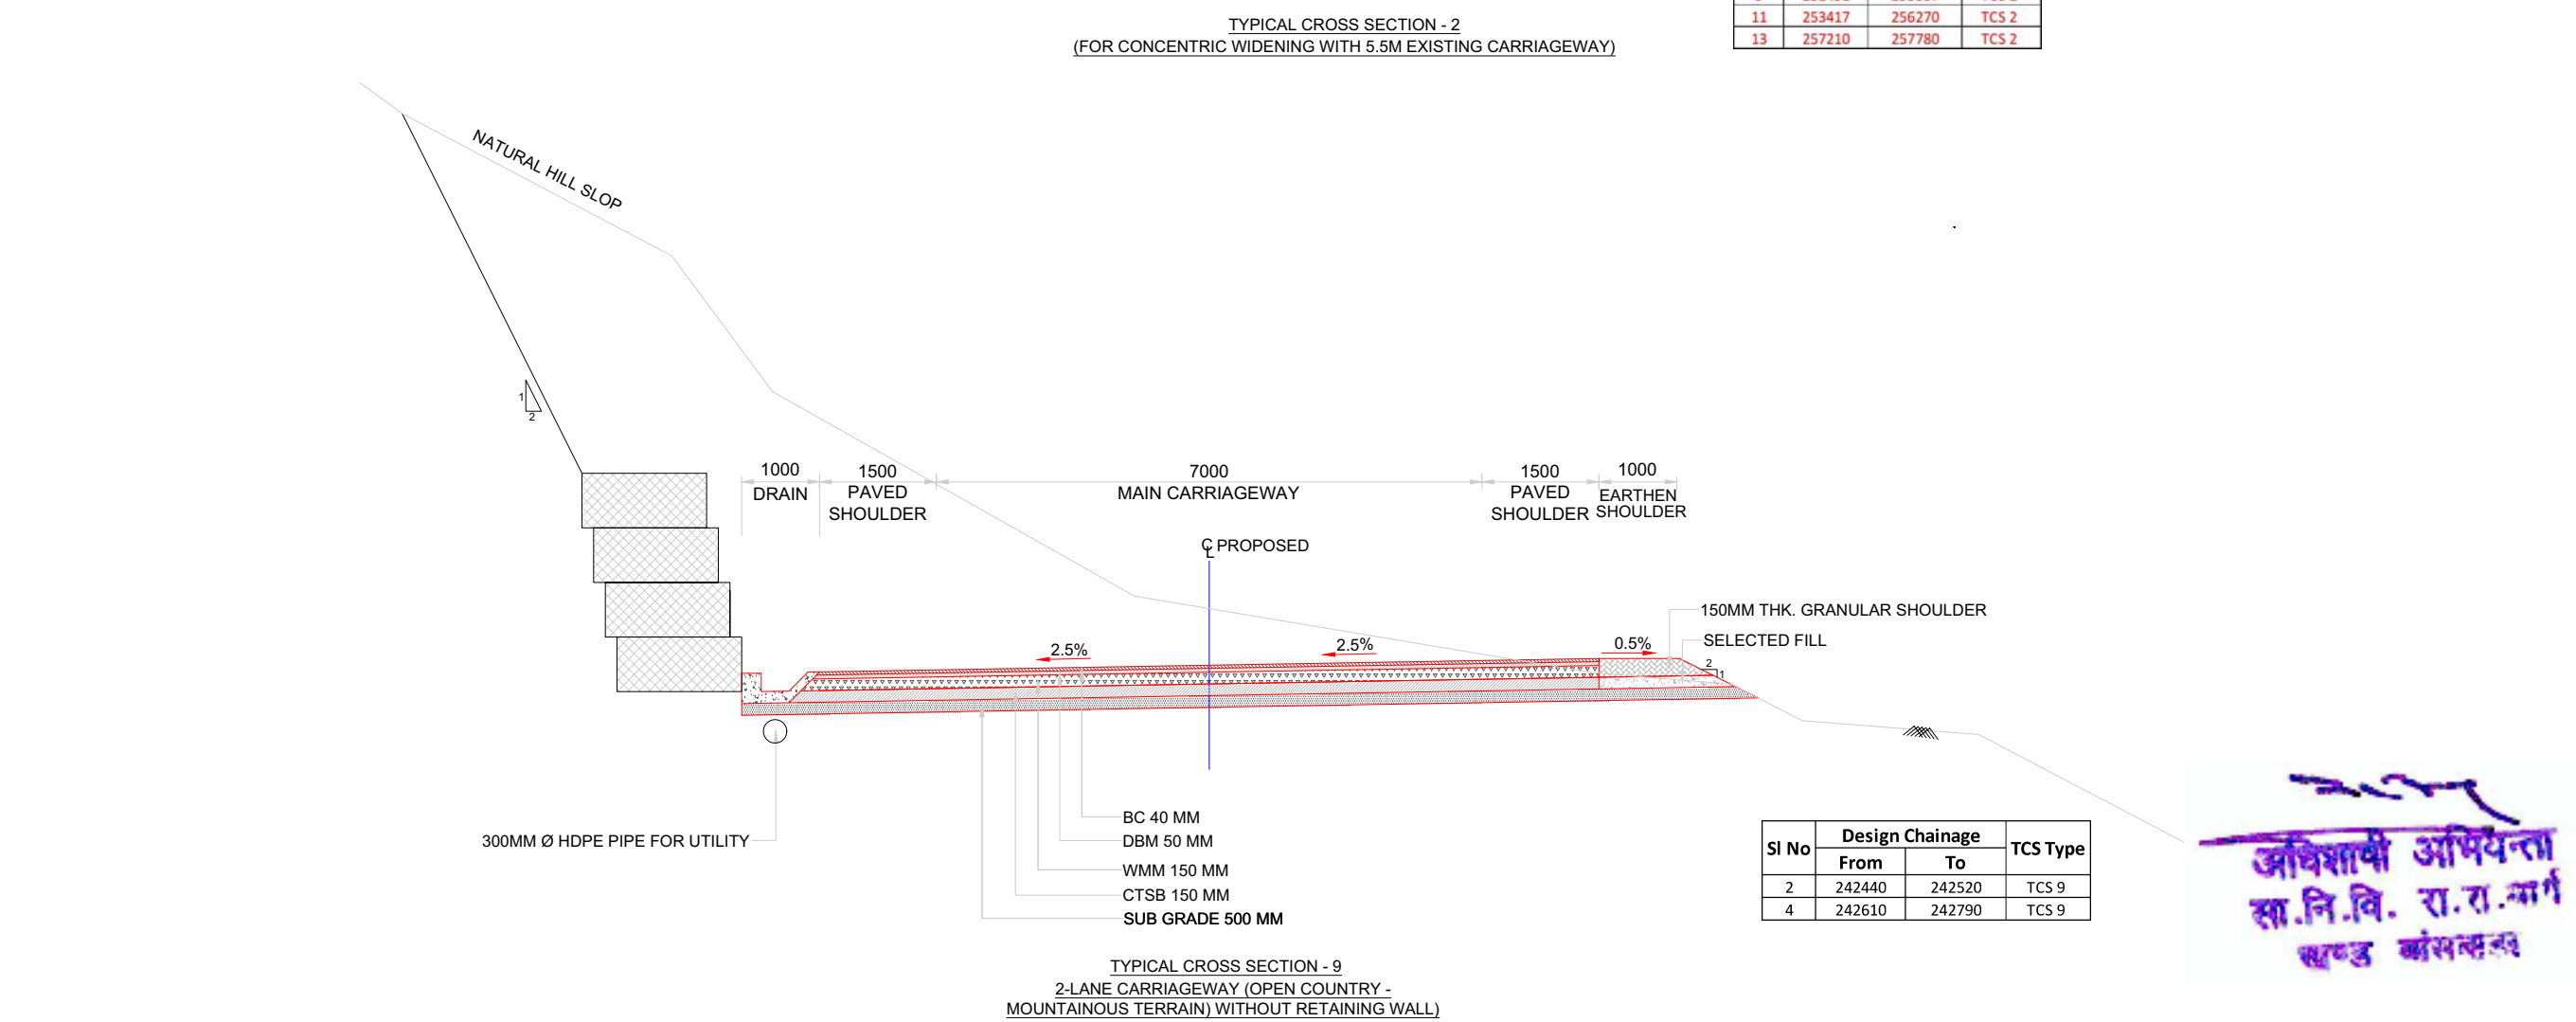 TYPICAL CROSS SECTION - 2
(FOR CONCENTRIC WIDENING WITH 5.5M EXISTING CARRIAGEWAY)
11 253417 256270 TCS 2
13 257210 257780 TCS 2
NATURAL HILL SLOP
1
2
1000 1500 7000 1500 1000
DRAIN PAVED MAIN CARRIAGEWAY PAVED EARTHEN
SHOULDER SHOULDER SHOULDER
CL PROPOSED
150MM THK. GRANULAR SHOULDER
2.5% 2.5% 0.5% SELECTED FILL
2
1
BC 40 MM
300MM Ø HDPE PIPE FOR UTILITY DBM 50 MM
WMM 150 MM
CTSB 150 MM
SUB GRADE 500 MM
Sl No Design Chainage TCS Type
From To
2 242440 242520 TCS 9
4 242610 242790 TCS 9
TYPICAL CROSS SECTION - 9
2-LANE CARRIAGEWAY (OPEN COUNTRY -
MOUNTAINOUS TERRAIN) WITHOUT RETAINING WALL)
अधिशाषी अभियन्ता
सा.नि.वि. रा.रा.मार्ग
खण्ड